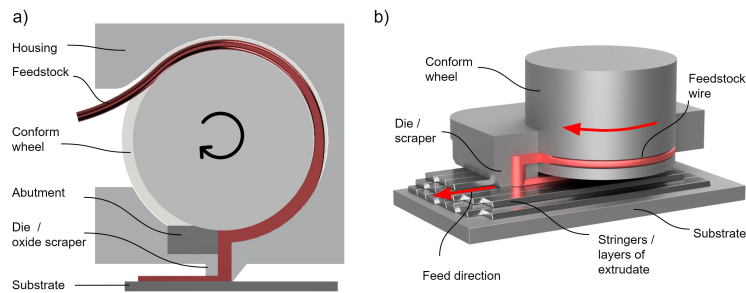 a)
Housing
Feedstock
Conform
wheel
Abutment
Die /
oxide scraper
Substrate
b)
Conform
wheel
Feedstock
wire
Die /
scraper
Substrate
Stringers /
layers of
extrudate
Feed direction